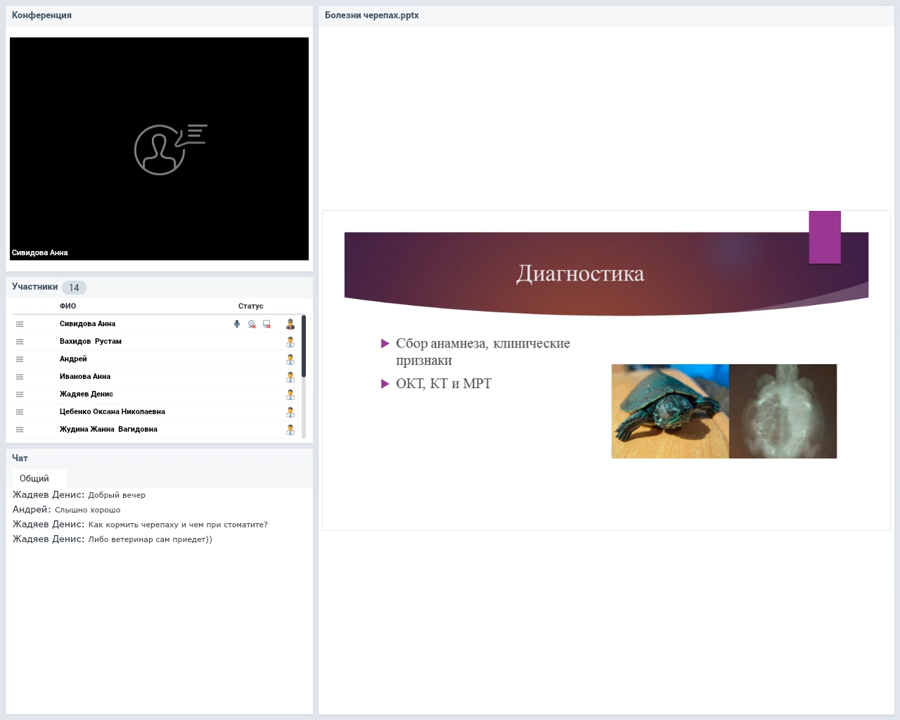 Конференция
Сивидова Анна
Участники 14
ФИО Статус
Сивидова Анна
Вахидов Рустам
Андрей
Иванова Анна
Жадяев Денис
Цебенко Оксана Николаевна
Жудина Жанна Вагидовна
Чат
Общий
Жадяев Денис: Добрый вечер
Андрей: Слышно хорошо
Жадяев Денис: Как кормить черепаху и чем при стоматите?
Жадяев Денис: Либо ветеринар сам приедет))
Болезни черепах.pptx
Диагностика
Сбор анамнеза, клинические
признаки
ОКТ, КТ и МРТ